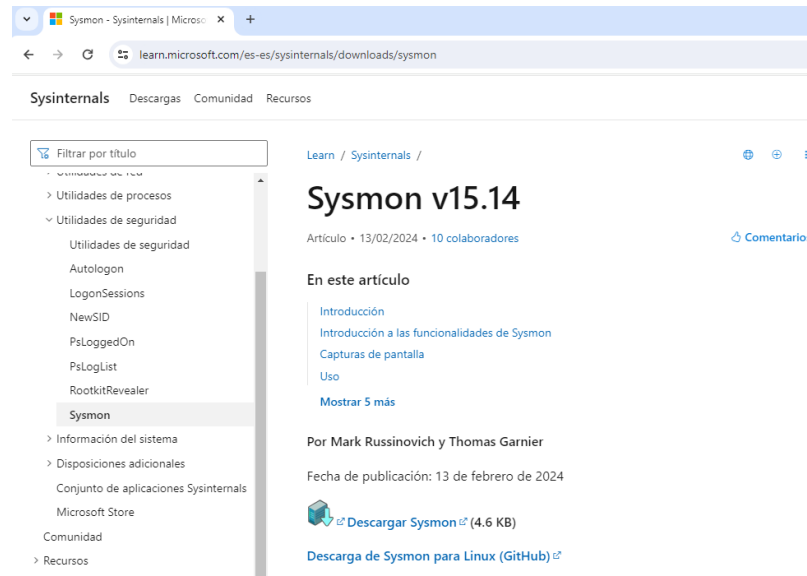 Sysmon - Sysinternals | Microso
learn.microsoft.com/es-es/sysinternals/downloads/sysmon
Sysinternals Descargas Comunidad Recursos
Filtrar por título
Utilidades de red
Utilidades de procesos
Utilidades de seguridad
Utilidades de seguridad
Autologon
LogonSessions
NewSID
PsLoggedOn
PsLogList
RootkitRevealer
Sysmon
Información del sistema
Disposiciones adicionales
Conjunto de aplicaciones Sysinternals
Microsoft Store
Comunidad
Recursos
Learn / Sysinternals /
Sysmon v15.14
Artículo • 13/02/2024 • 10 colaboradores
Comentario
En este artículo
Introducción
Introducción a las funcionalidades de Sysmon
Capturas de pantalla
Uso
Mostrar 5 más
Por Mark Russinovich y Thomas Garnier
Fecha de publicación: 13 de febrero de 2024
Descargar Sysmon (4.6 KB)
Descarga de Sysmon para Linux (GitHub)